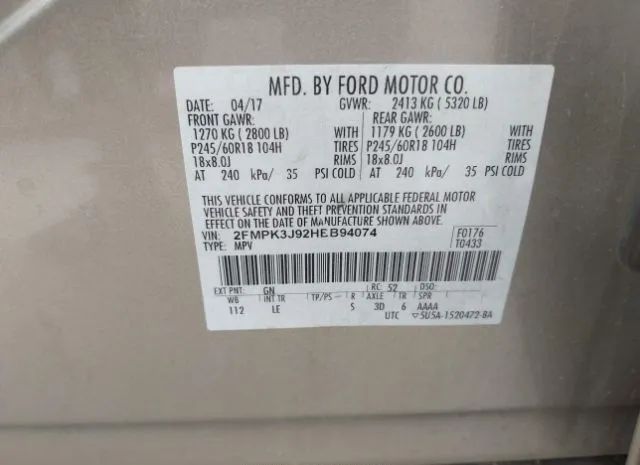 MFD. BY FORD MOTOR CO.
DATE: 04/17 GVWR: 2413 KG ( 5320 LB)
FRONT GAWR: REAR GAWR:
1270 KG ( 2800 LB) WITH 1179 KG ( 2600 LB) WITH
P245/60R18 104H TIRES P245/60R18 104H TIRES
18x8.0J RIMS 18x8.0J RIMS
AT 240 kPa/ 35 PSI COLD AT 240 kPa/ 35 PSI COLD
THIS VEHICLE CONFORMS TO ALL APPLICABLE FEDERAL MOTOR
VEHICLE SAFETY AND THEFT PREVENTION STANDARDS IN
EFFECT ON THE DATE OF MANUFACTURE SHOWN ABOVE.
VIN: 2FMPK3J92HEB94074 F0176
TYPE: MPV T0433
EXT PNT: GN RC: 52 DSO:
WB INT TR TP/PS R AXLE TR SPR
112 LE S 3D 6 AAAA
UTC ▽5U5A-1520472-BA